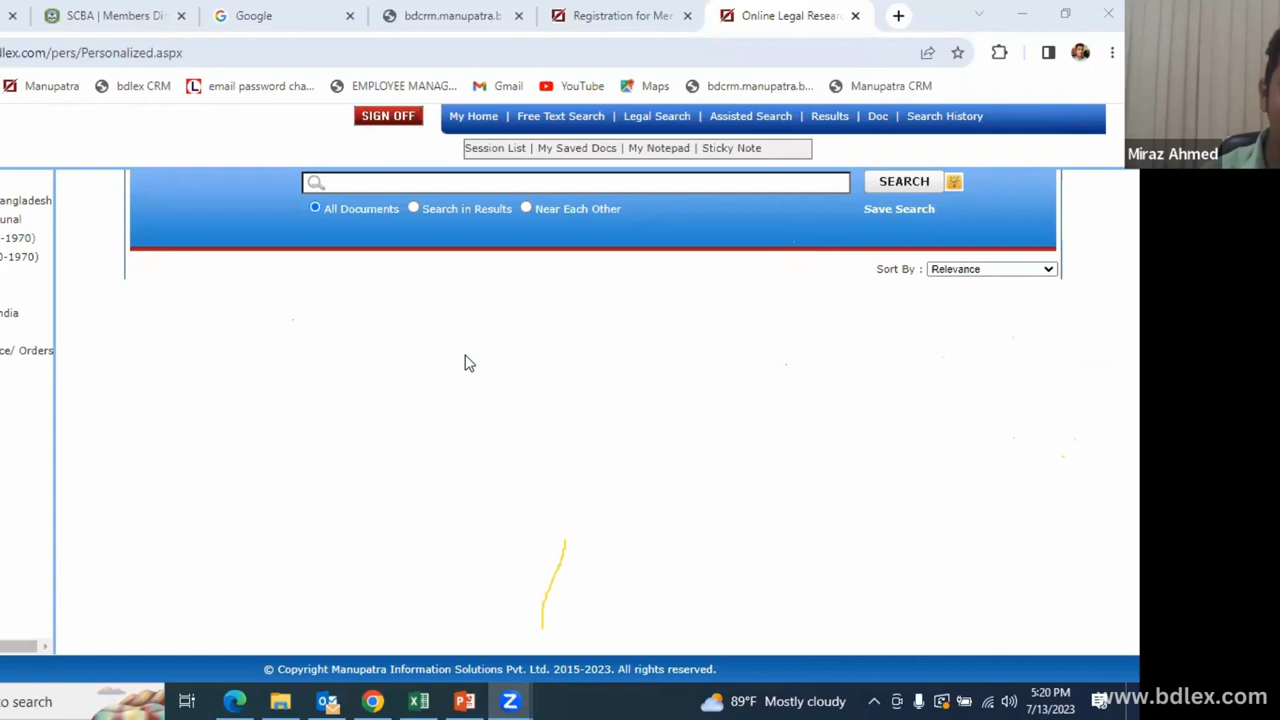 SCBA | Members Di
Google
bdcrm.manupatra.b
Registration for Mer
Online Legal Resear
dlex.com/pers/Personalized.aspx
Manupatra
bdlex CRM
email password cha...
EMPLOYEE MANAG...
Gmail
YouTube
Maps
bdcrm.manupatra.b...
Manupatra CRM
SIGN OFF
My Home | Free Text Search | Legal Search | Assisted Search | Results | Doc | Search History
Session List | My Saved Docs | My Notepad | Sticky Note
Miraz Ahmed
SEARCH
All Documents Search in Results Near Each Other
Save Search
angladesh
unal
-1970)
0-1970)
ndia
ce/ Orders
Sort By : Relevance
© Copyright Manupatra Information Solutions Pvt. Ltd. 2015-2023. All rights reserved.
to search
89°F Mostly cloudy
5:20 PM
7/13/2023
www.bdlex.com